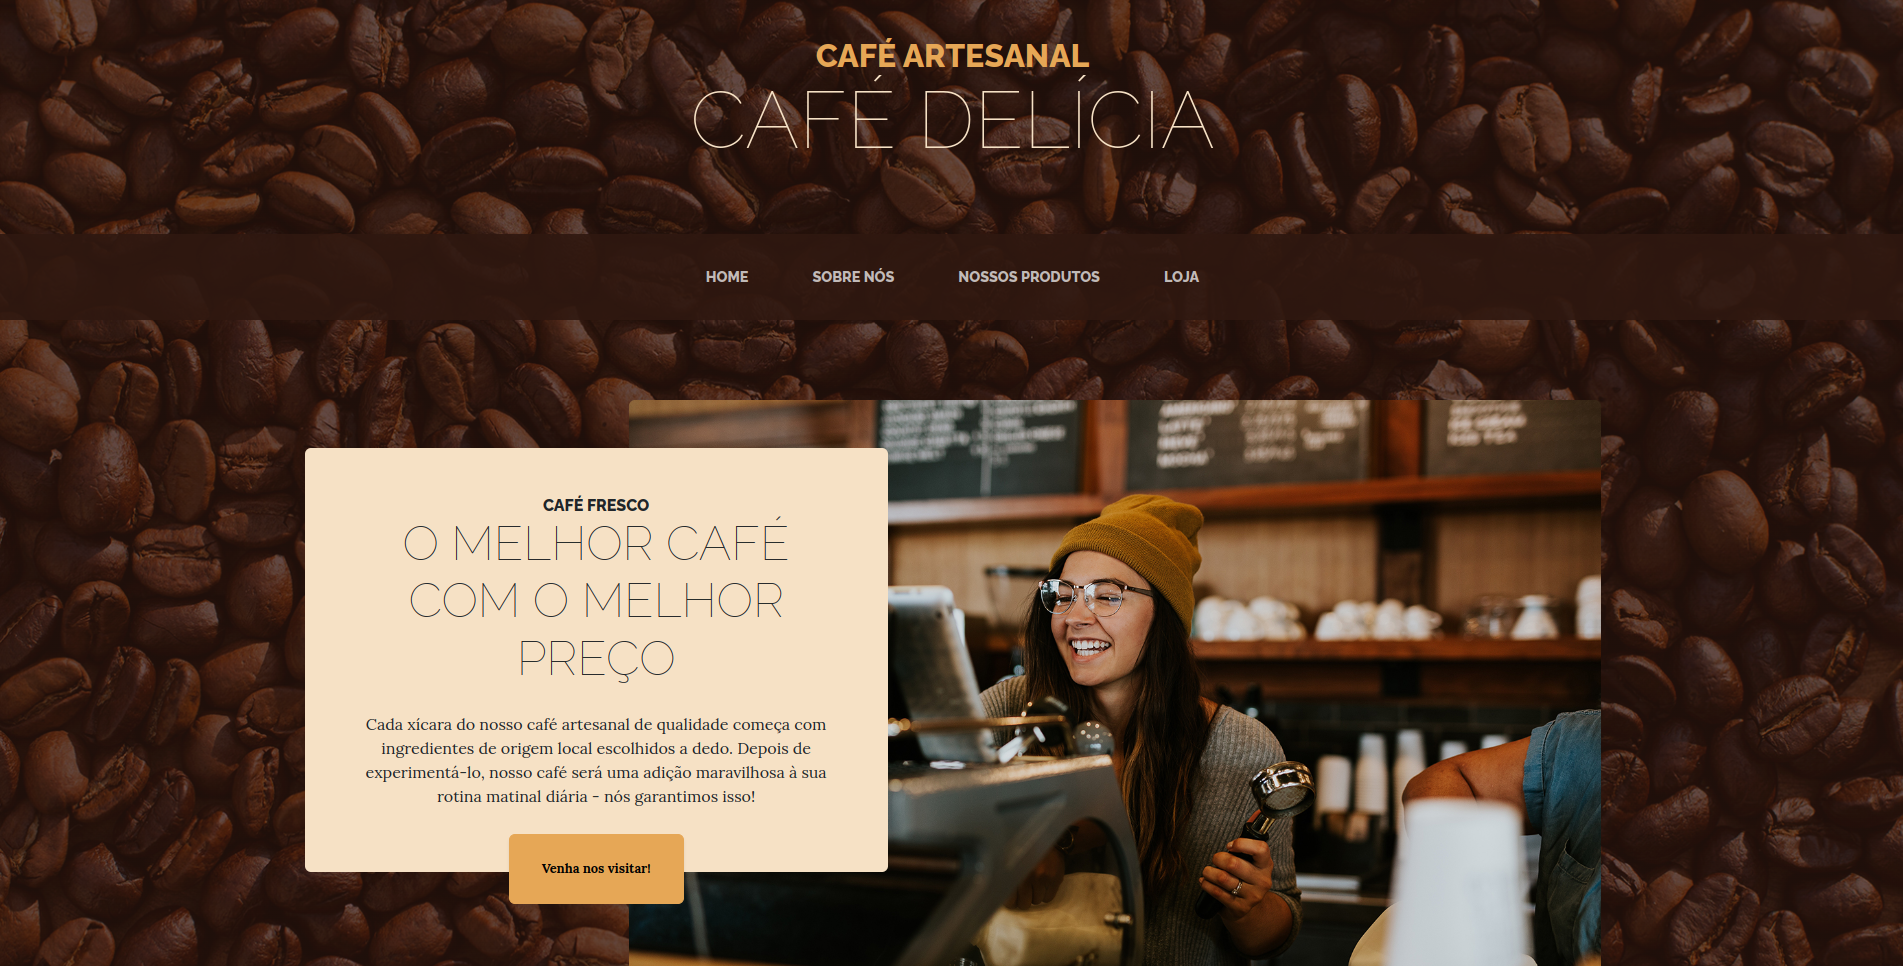 CAFÉ ARTESANAL
CAFÉ DELÍCIA
HOME SOBRE NÓS NOSSOS PRODUTOS LOJA
CAFÉ FRESCO
O MELHOR CAFÉ
COM O MELHOR
PREÇO
Cada xícara do nosso café artesanal de qualidade começa com
ingredientes de origem local escolhidos a dedo. Depois de
experimentá-lo, nosso café será uma adição maravilhosa à sua
rotina matinal diária - nós garantimos isso!
Venha nos visitar!